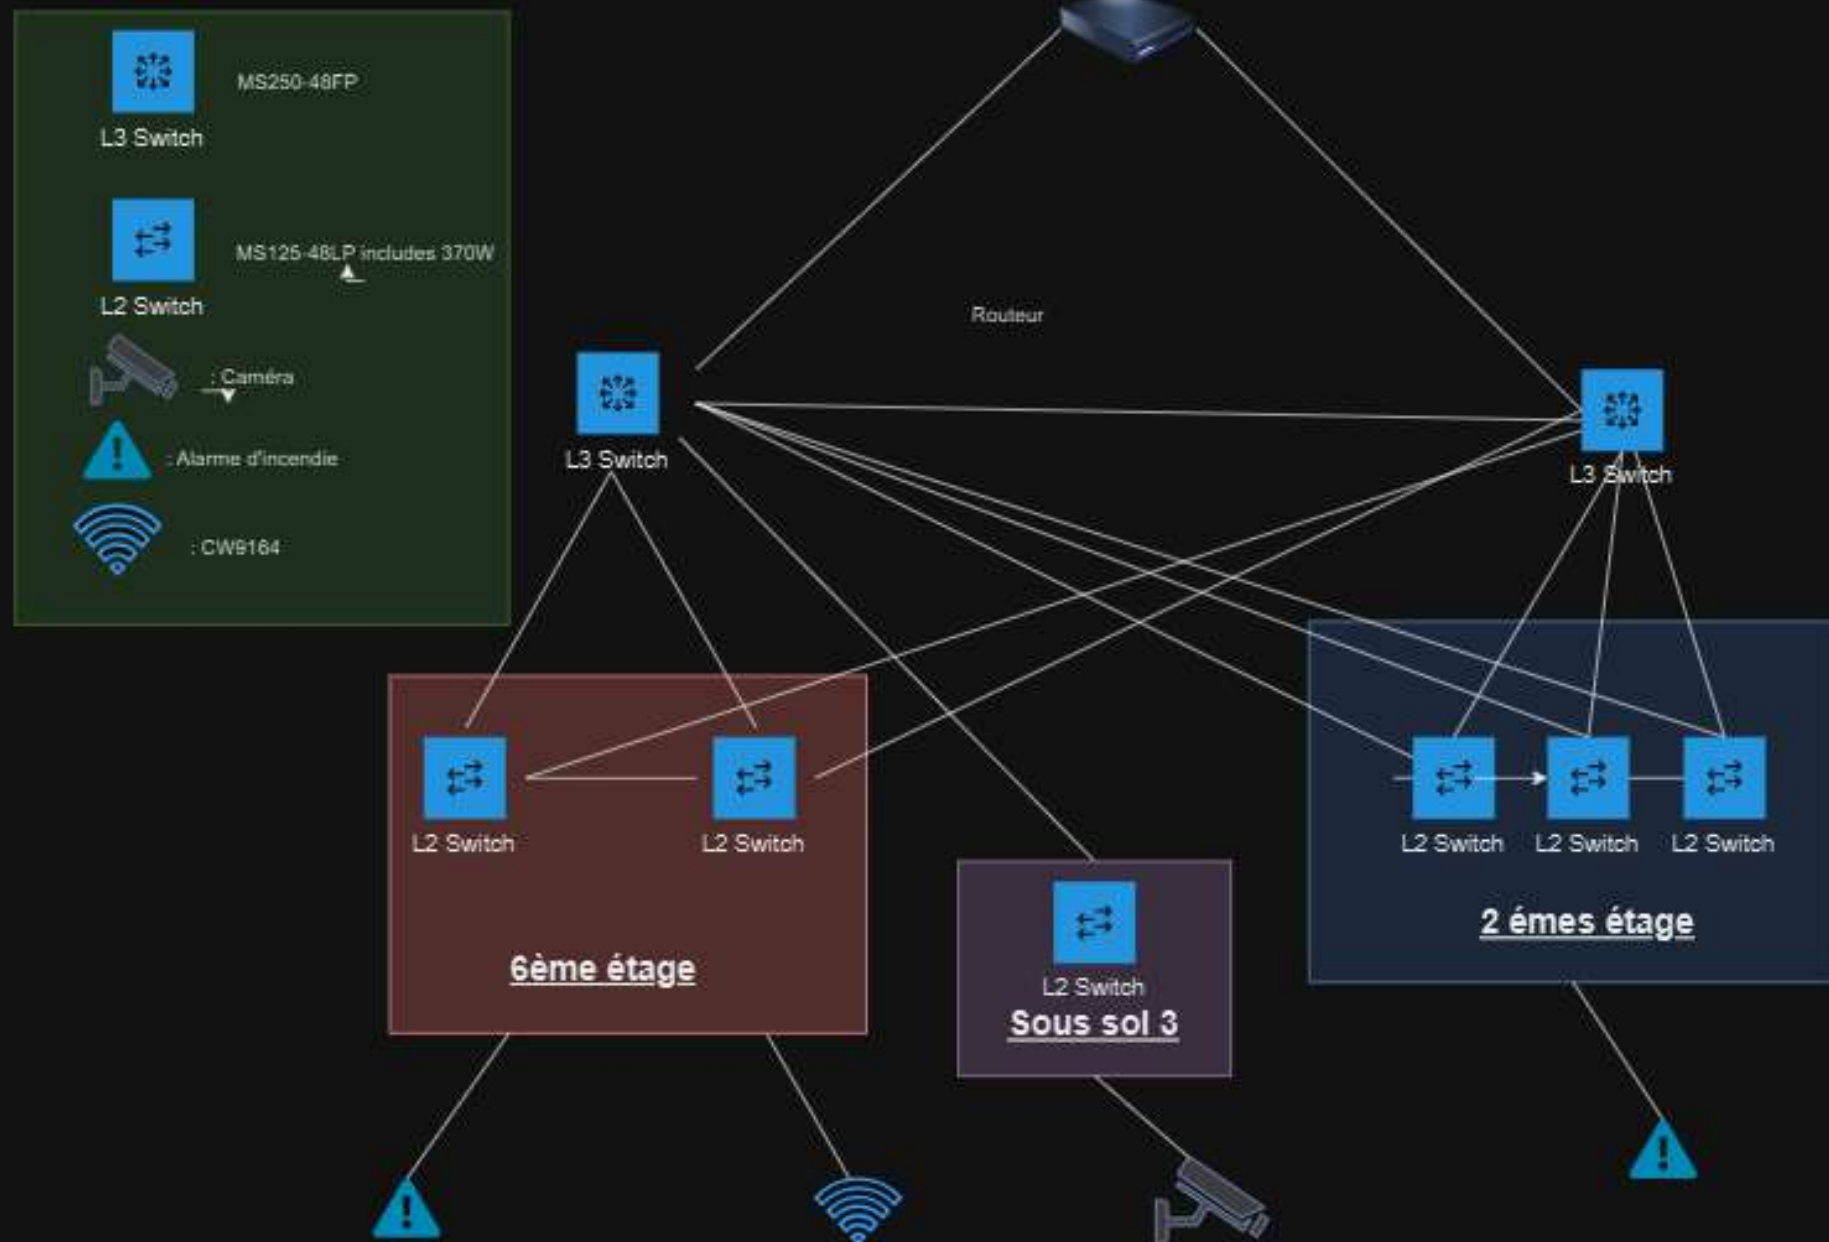 MS250-48FP
L3 Switch
MS125-48LP includes 370W
L2 Switch
: Caméra
: Alarme d'incendie
: CW9164
Routeur
L3 Switch
L3 Switch
L2 Switch
L2 Switch
6ème étage
L2 Switch
Sous sol 3
L2 Switch
L2 Switch
L2 Switch
2 émes étage